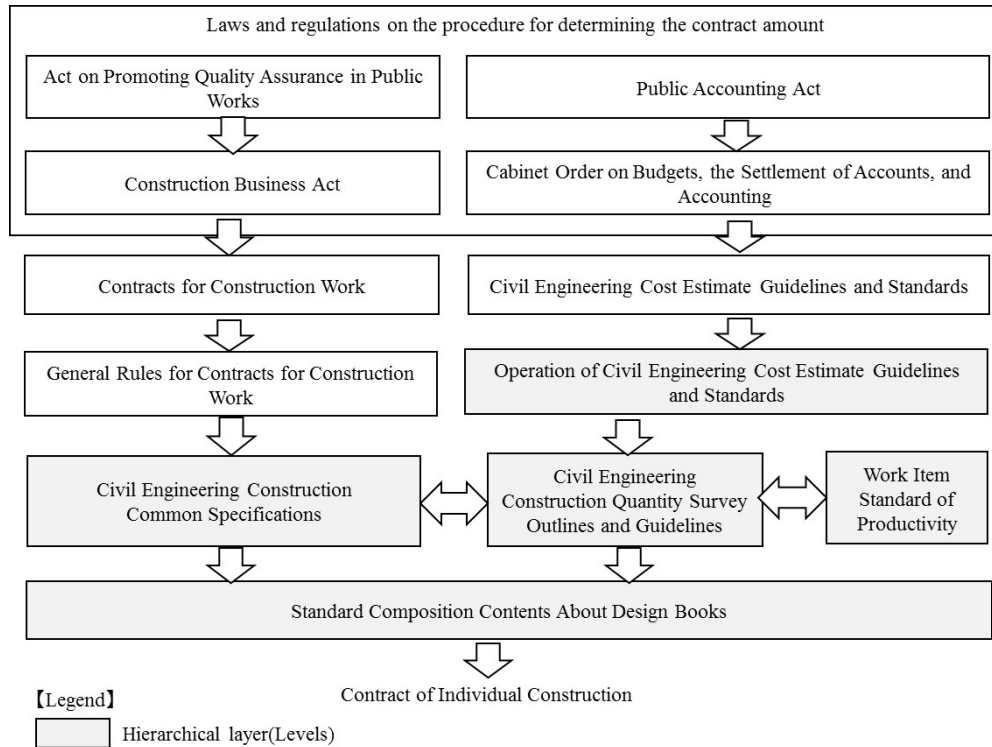 Laws and regulations on the procedure for determining the contract amount
Act on Promoting Quality Assurance in Public
Works
Public Accounting Act
Construction Business Act
Cabinet Order on Budgets, the Settlement of Accounts, and
Accounting
Contracts for Construction Work
Civil Engineering Cost Estimate Guidelines and Standards
General Rules for Contracts for Construction
Work
Operation of Civil Engineering Cost Estimate Guidelines
and Standards
Civil Engineering Construction
Common Specifications
Civil Engineering
Construction Quantity Survey
Outlines and Guidelines
Work Item
Standard of
Productivity
Standard Composition Contents About Design Books
Contract of Individual Construction
【Legend】
Hierarchical layer(Levels)